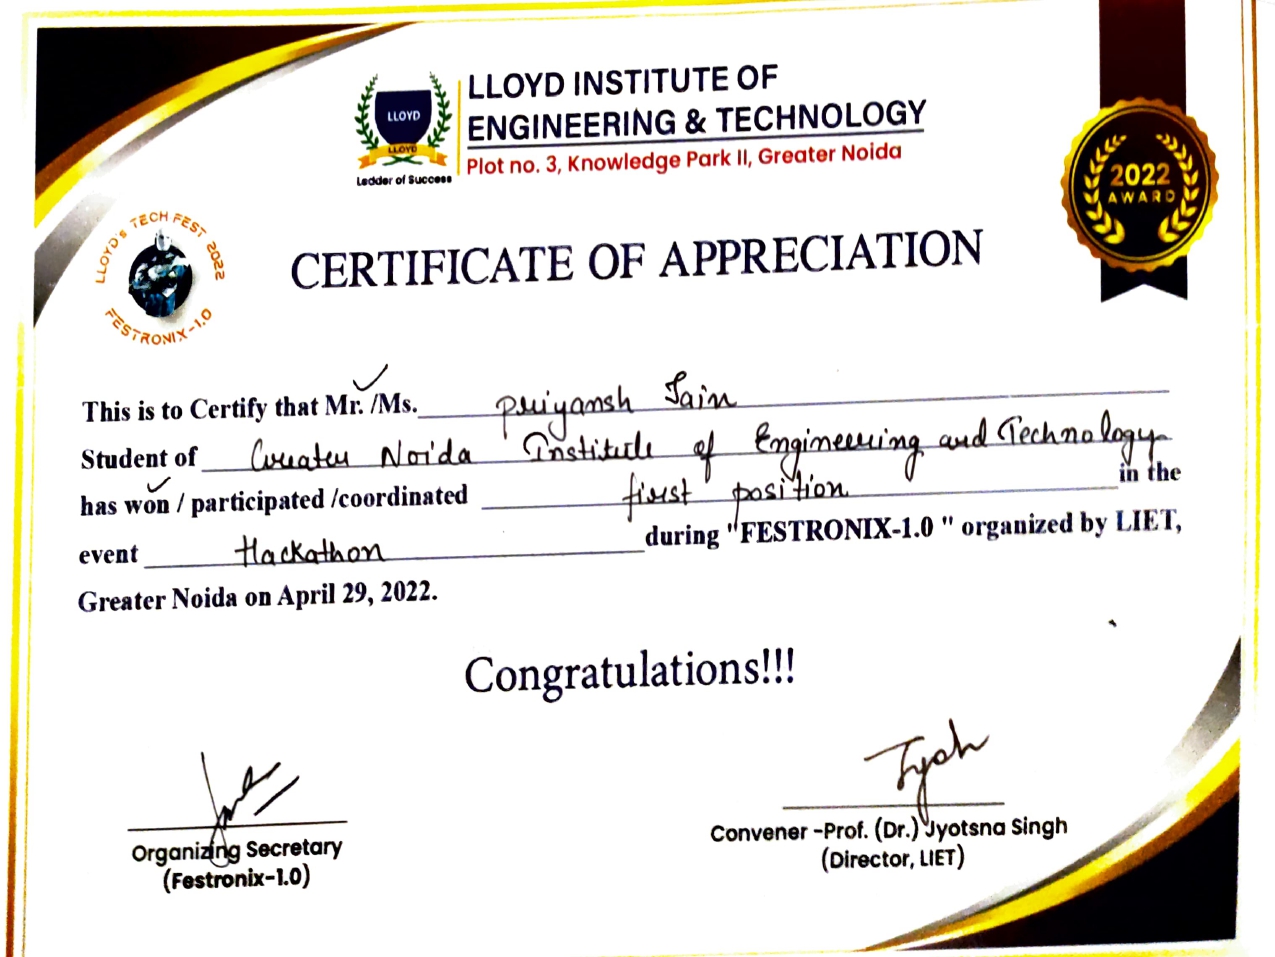 LLOYD INSTITUTE OF
ENGINEERING & TECHNOLOGY
Plot no. 3, Knowledge Park II, Greater Noida
LLOYD
LLOYD
Ladder of Success
2022
AWARD
LLOYD'S TECH FEST 2022
FESTRONIX-1.0
CERTIFICATE OF APPRECIATION
This is to Certify that Mr. /Ms. Priyansh Jain
Student of Greater Noida Institute of Engineering and Technology
has won / participated /coordinated first position in the
event Hackathon during "FESTRONIX-1.0 " organized by LIET,
Greater Noida on April 29, 2022.
Congratulations!!!
Jyoh
Organizing Secretary
(Festronix-1.0)
Convener -Prof. (Dr.) Jyotsna Singh
(Director, LIET)